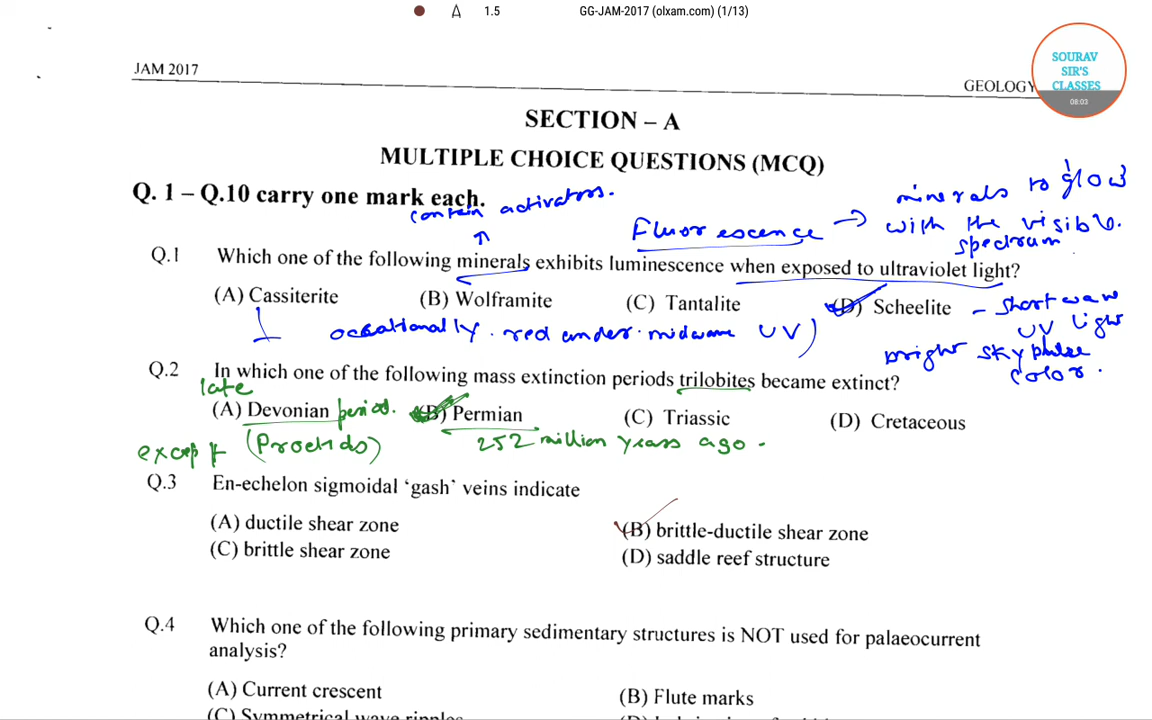 1.5 GG-JAM-2017 (olxam.com) (1/13)
SOURAV
SIR'S
CLASSES
08:03
JAM 2017
GEOLOGY
SECTION – A
MULTIPLE CHOICE QUESTIONS (MCQ)
Q. 1 – Q.10 carry one mark each.
contain activators.
Fluorescence → minerals to glow
with the visible.
spectrum
Q.1 Which one of the following minerals exhibits luminescence when exposed to ultraviolet light?
(A) Cassiterite (B) Wolframite (C) Tantalite (D) Scheelite – short wave
UV light
occationally red under midwave UV)
bright sky
color.
Q.2 In which one of the following mass extinction periods trilobites became extinct?
late
(A) Devonian period. (B) Permian (C) Triassic (D) Cretaceous
except 252 million years ago -
Q.3 En-echelon sigmoidal ‘gash’ veins indicate
(A) ductile shear zone (B) brittle-ductile shear zone
(C) brittle shear zone (D) saddle reef structure
Q.4 Which one of the following primary sedimentary structures is NOT used for palaeocurrent
analysis?
(A) Current crescent (B) Flute marks
(C) Symmetrical wave ripples